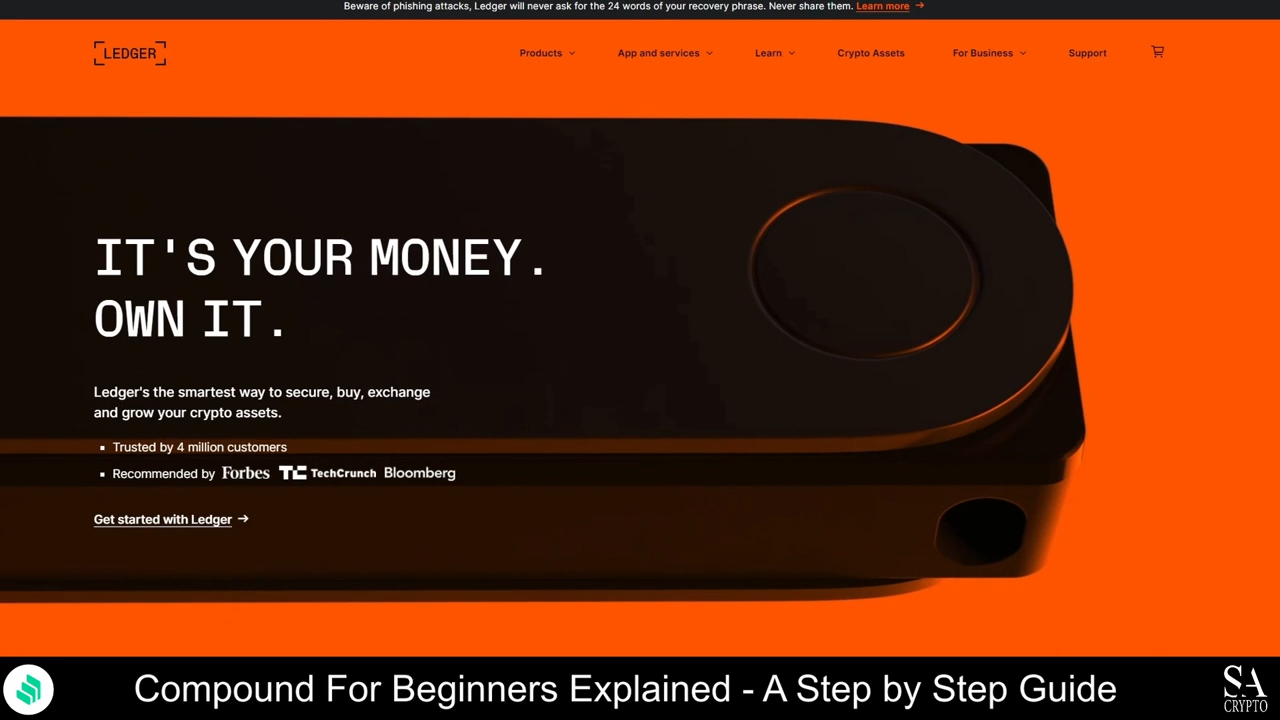 Beware of phishing attacks, Ledger will never ask for the 24 words of your recovery phrase. Never share them. Learn more →
LEDGER
Products
App and services
Learn
Crypto Assets
For Business
Support
IT'S YOUR MONEY.
OWN IT.
Ledger's the smartest way to secure, buy, exchange
and grow your crypto assets.
▪ Trusted by 4 million customers
▪ Recommended by Forbes TC TechCrunch Bloomberg
Get started with Ledger →
Compound For Beginners Explained - A Step by Step Guide
SA
CRYPTO